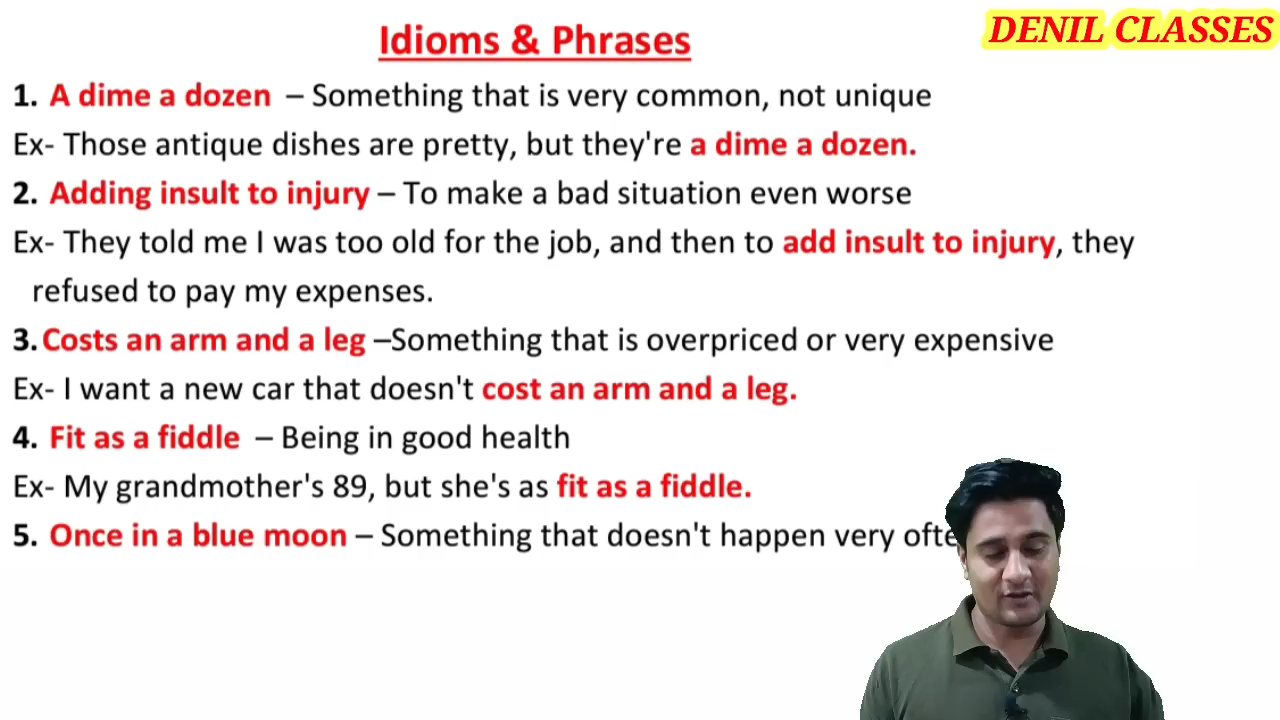 Idioms & Phrases
DENIL CLASSES
1. A dime a dozen – Something that is very common, not unique
Ex- Those antique dishes are pretty, but they're a dime a dozen.
2. Adding insult to injury – To make a bad situation even worse
Ex- They told me I was too old for the job, and then to add insult to injury, they
refused to pay my expenses.
3. Costs an arm and a leg –Something that is overpriced or very expensive
Ex- I want a new car that doesn't cost an arm and a leg.
4. Fit as a fiddle – Being in good health
Ex- My grandmother's 89, but she's as fit as a fiddle.
5. Once in a blue moon – Something that doesn't happen very